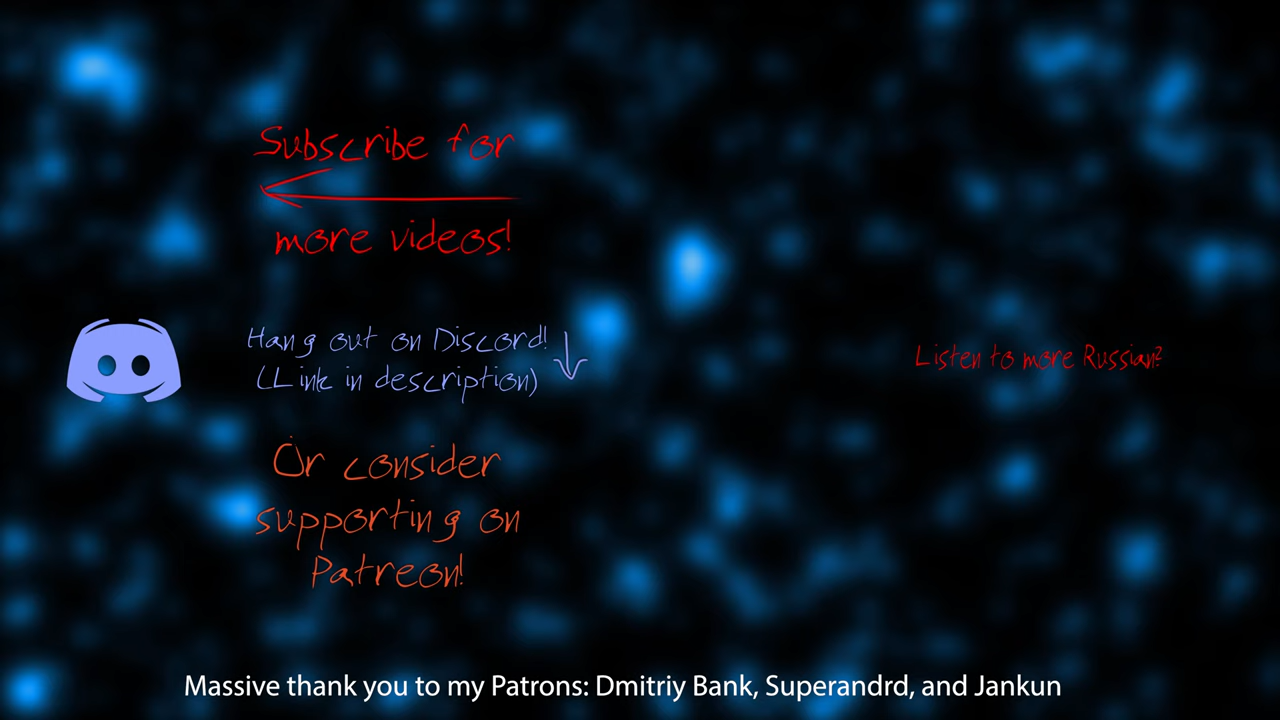 Subscribe for
more videos!
Hang out on Discord!
(Link in description)
Or consider
supporting on
Patreon!
Listen to more Russian?
Massive thank you to my Patrons: Dmitriy Bank, Superandrd, and Jankun